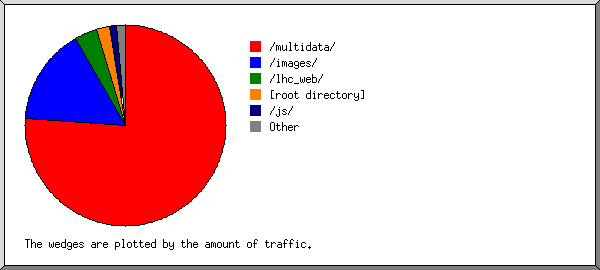 /multidata/
/images/
/lhc_web/
[root directory]
/js/
Other
The wedges are plotted by the amount of traffic.